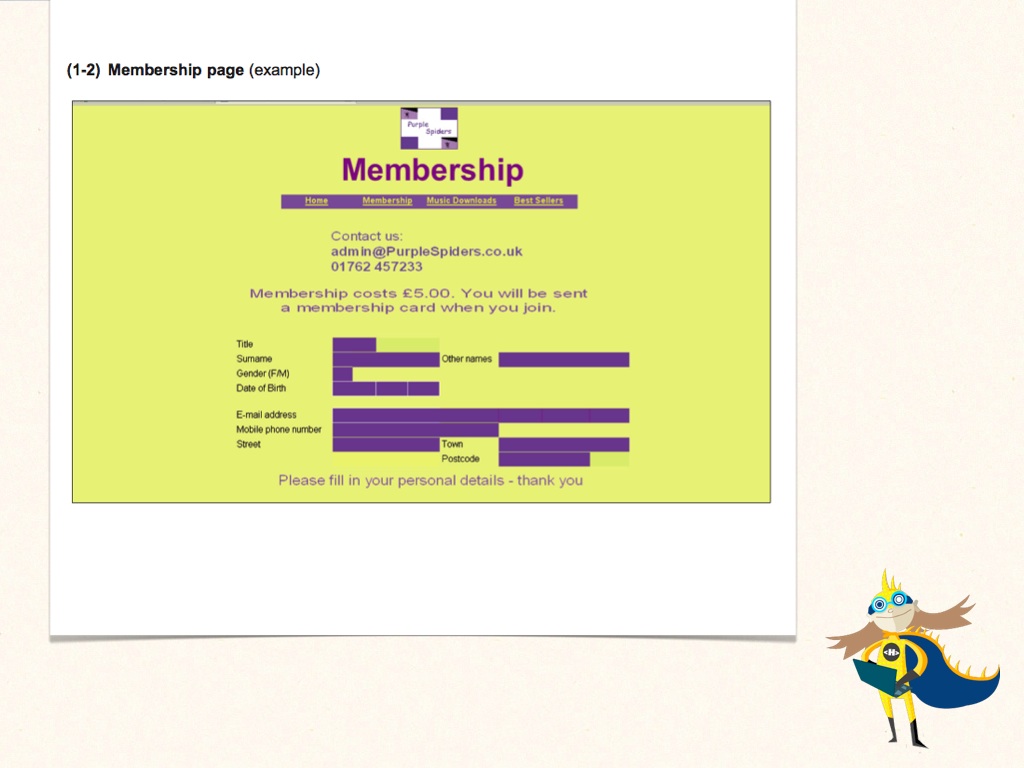 (1-2) Membership page (example)
Purple
Spiders
Membership
Home Membership Music Downloads Best Sellers
Contact us:
admin@PurpleSpiders.co.uk
01762 457233
Membership costs £5.00. You will be sent
a membership card when you join.
Title
Surname Other names
Gender (F/M)
Date of Birth
E-mail address
Mobile phone number
Street Town
Postcode
Please fill in your personal details - thank you
<H>